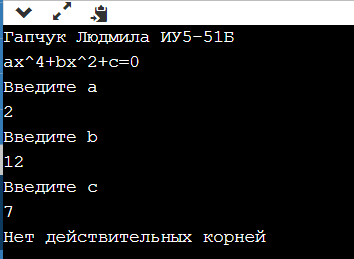 Гапчук Людмила ИУ5-51Б
ax^4+bx^2+c=0
Введите a
2
Введите b
12
Введите c
7
Нет действительных корней